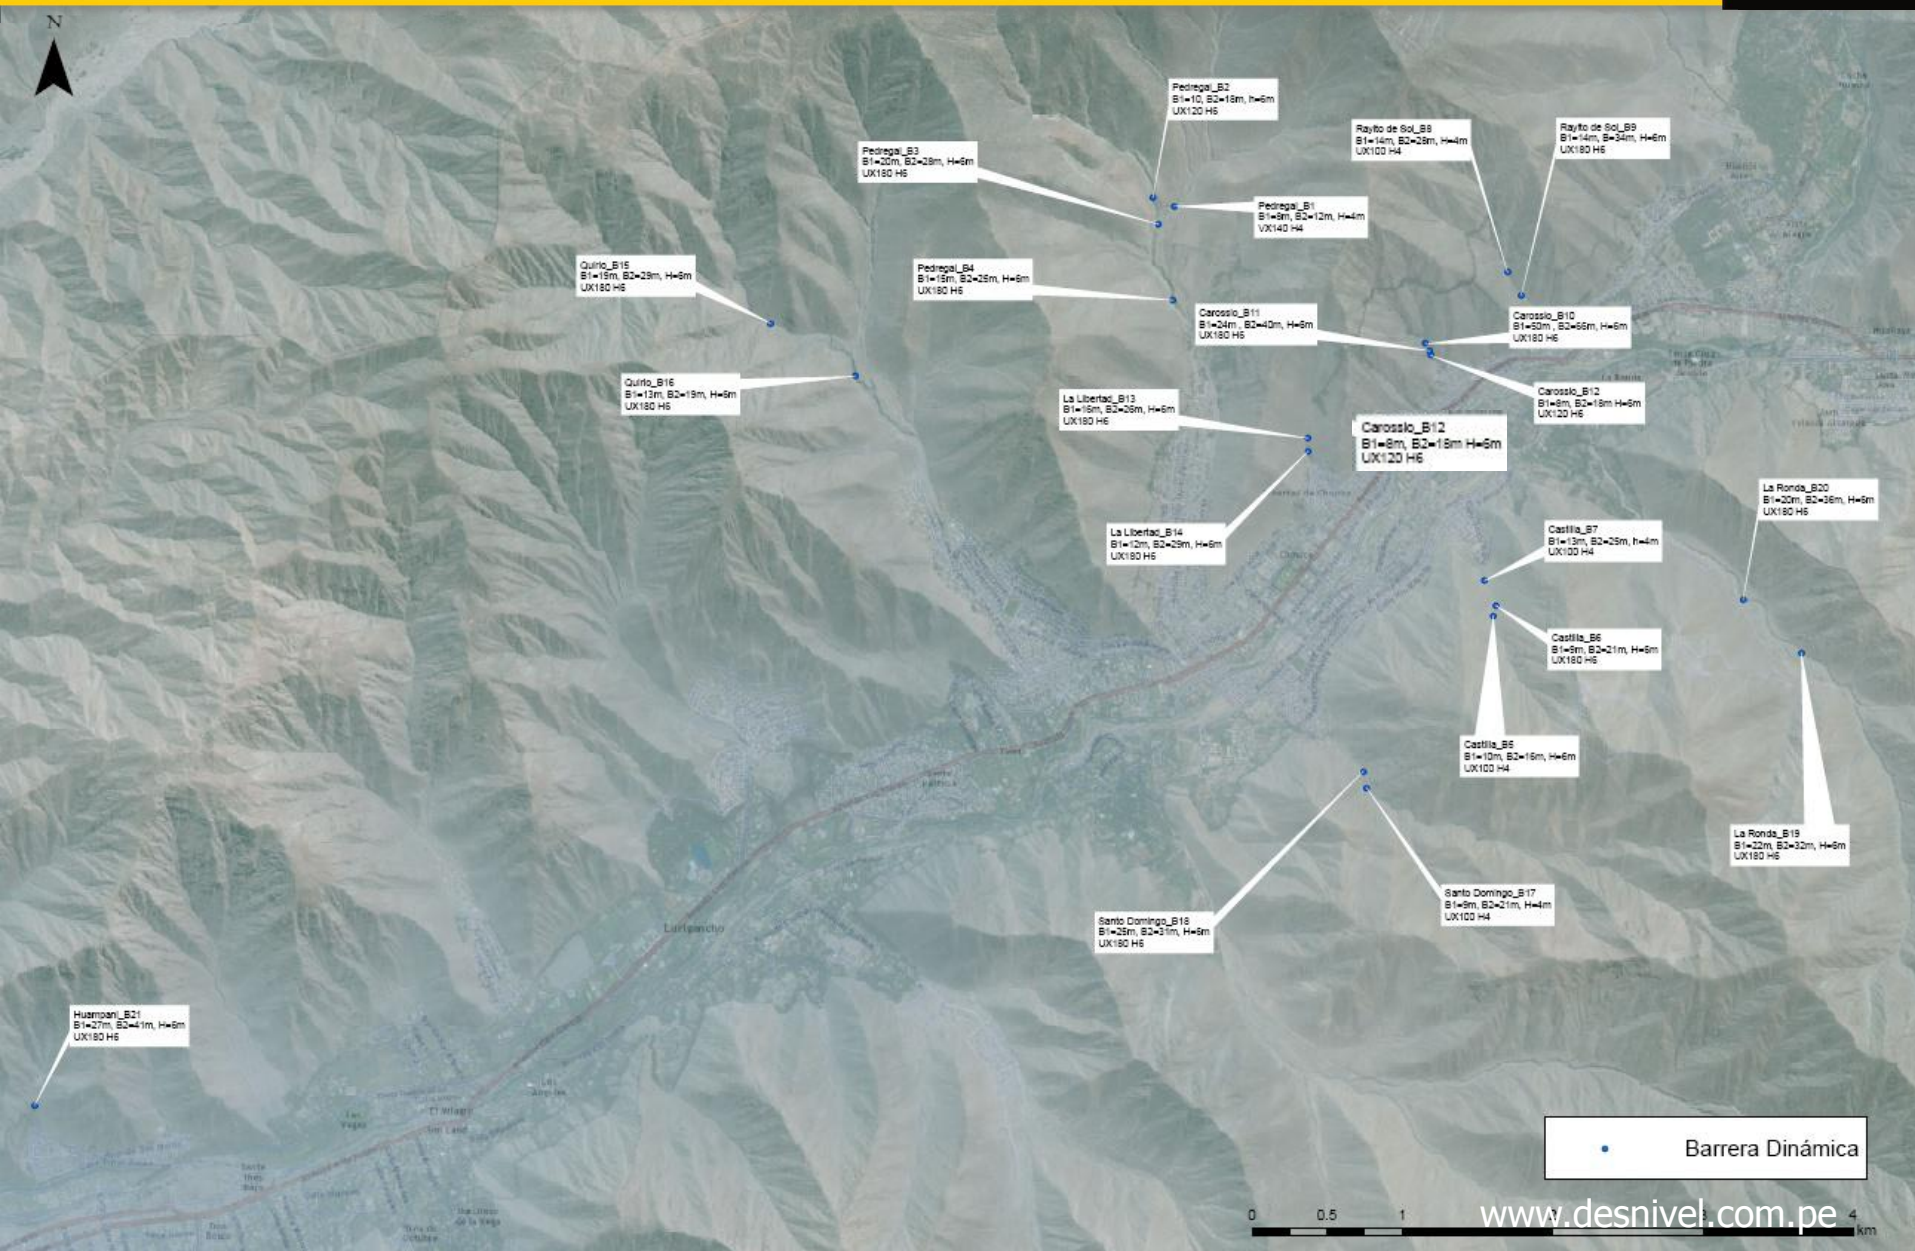 N
Pedregal_B2
B1=10, B2=18m, h=6m
UX120 H6
Rayito de Sol_B8
B1=14m, B2=28m, H=4m
UX100 H4
Rayito de Sol_B9
B1=14m, B=34m, H=6m
UX180 H6
Pedregal_B3
B1=20m, B2=28m, H=6m
UX180 H6
Pedregal_B1
B1=8m, B2=12m, H=4m
VX140 H4
Quirio_B15
B1=19m, B2=29m, H=6m
UX180 H6
Pedregal_B4
B1=15m, B2=25m, H=6m
UX180 H6
Carossio_B11
B1=24m , B2=40m, H=6m
UX180 H6
Carossio_B10
B1=50m , B2=66m, H=6m
UX180 H6
Quirio_B16
B1=13m, B2=19m, H=6m
UX180 H6
La Libertad_B13
B1=16m, B2=26m, H=6m
UX180 H6
Carossio_B12
B1=8m, B2=18m H=6m
UX120 H6
Carossio_B12
B1=8m, B2=18m H=6m
UX120 H6
La Ronda_B20
B1=20m, B2=36m, H=6m
UX180 H6
La Libertad_B14
B1=12m, B2=29m, H=6m
UX180 H6
Castilla_B7
B1=13m, B2=25m, h=4m
UX100 H4
Chosica
Castilla_B6
B1=9m, B2=21m, H=6m
UX180 H6
Castilla_B5
B1=10m, B2=16m, H=6m
UX100 H4
La Ronda_B19
B1=22m, B2=32m, H=6m
UX180 H6
Santo Domingo_B17
B1=9m, B2=21m, H=4m
UX100 H4
Santo Domingo_B18
B1=25m, B2=31m, H=6m
UX180 H6
Lurigancho
Huampani_B21
B1=27m, B2=41m, H=6m
UX180 H6
Los Angeles
Las Vegas
Barrera Dinámica
www.desnivel.com.pe
0 0.5 1 2 3 4
km